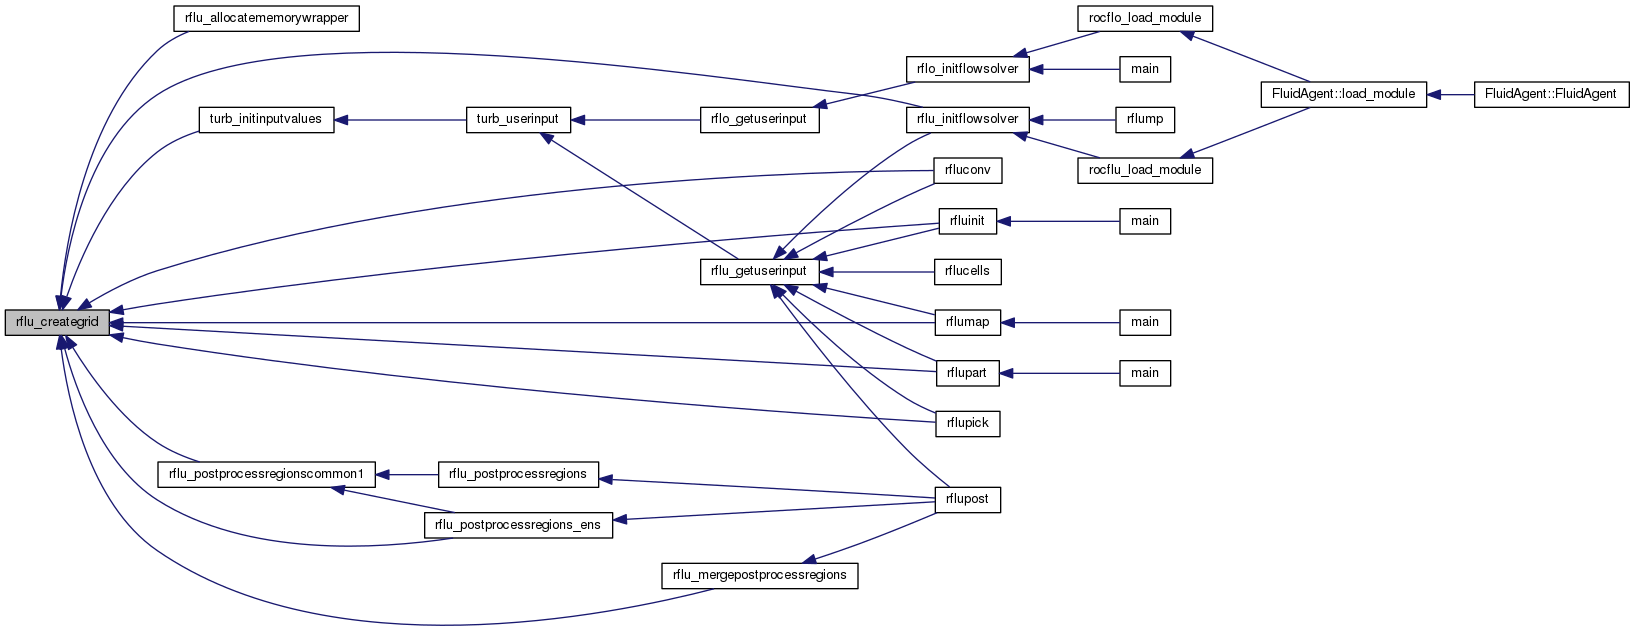 rflu_allocatememorywrapper
rocflo_load_module
rflo_initflowsolver
main
FluidAgent::load_module
FluidAgent::FluidAgent
turb_initinputvalues
turb_userinput
rflo_getuserinput
rflu_initflowsolver
rflump
rfluconv
rocflu_load_module
rfluinit
main
rflu_getuserinput
rflucells
rflu_creategrid
rflumap
main
rflupart
main
rflupick
rflu_postprocessregionscommon1
rflu_postprocessregions
rflupost
rflu_postprocessregions_ens
rflu_mergepostprocessregions